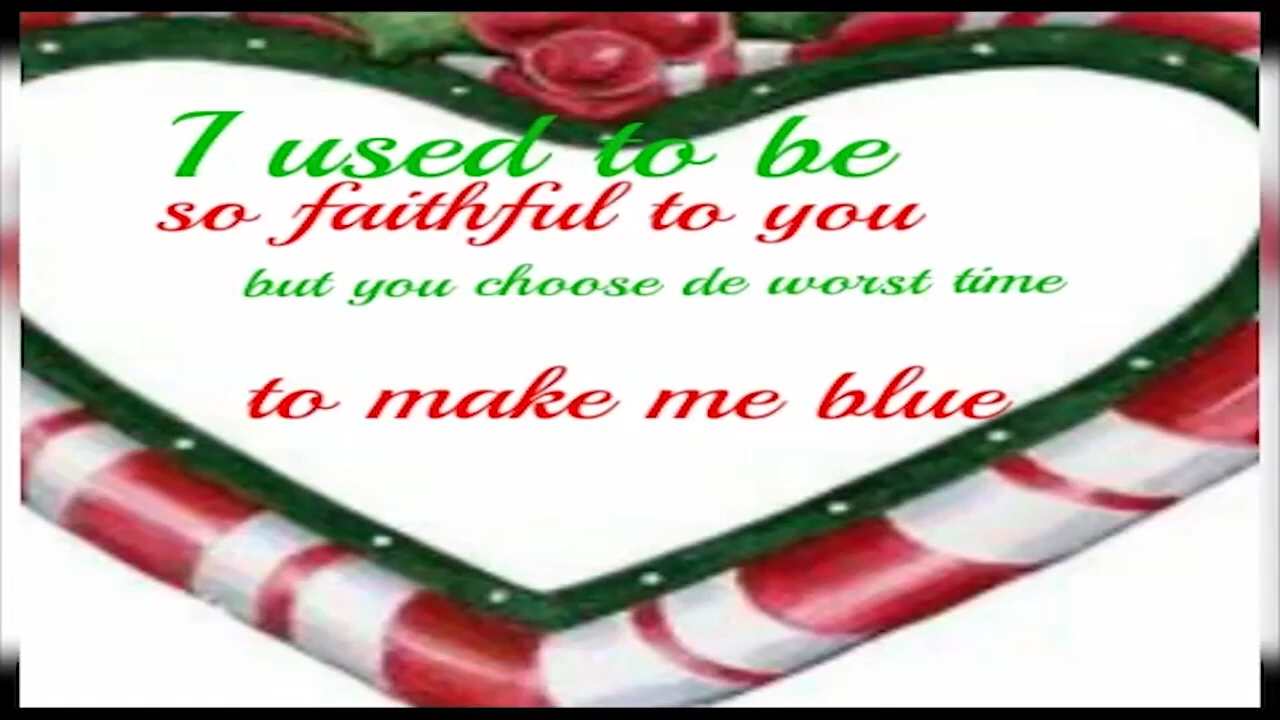 I used to be
so faithful to you
but you choose de worst time
to make me blue